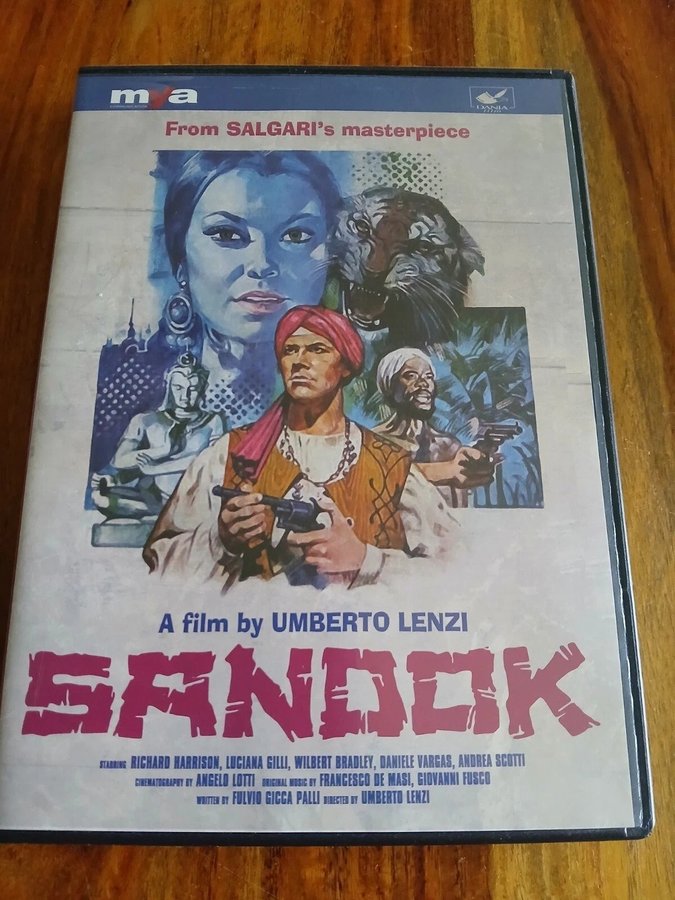 mya
DANIA
FILM
From SALGARI's masterpiece
A film by UMBERTO LENZI
SANDOK
STARRING RICHARD HARRISON, LUCIANA GILLI, WILBERT BRADLEY, DANIELE VARGAS, ANDREA SCOTTI
CINEMATOGRAPHY BY ANGELO LOTTI ORIGINAL MUSIC BY FRANCESCO DE MASI, GIOVANNI FUSCO
WRITTEN BY FULVIO GICCA PALLI DIRECTED BY UMBERTO LENZI